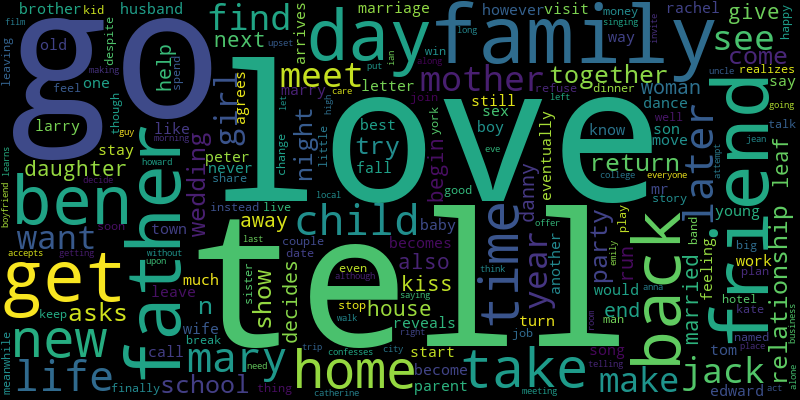 brother
kid
husband
find
day
family
marriage
however
visit
money
singing
rachel
give
film
leaving
old
go
despite
arrives
next
way
see
happy
upset
put
ian
win
long
invite
come
feel
one
help
spend
meet
mother
together
uncle
realizes
making
along
woman
say
though
agrees
girl
marry
care
letter
refuse
dinner
left
dance
going
larry
guy
like
join
still
sex
well
talk
father
morning
wedding
night
let
high
love
best
york
boy
know
son
friend
daughter
stay
peter
never
change
little
try
begin
eve
move
later
return
jean
learns
howard
share
fall
college
everyone
attempt
boyfriend
decide
instead
live
local
good
danny
eventually
mr
story
leaf
ben
soon
away
child
baby
time
offer
play
young
accepts
getting
town
last
couple
becomes
year
another
party
emily
band
big
want
upon
without
date
also
tell
think
run
back
feeling
work
relationship
get
much
sister
even
although
kiss
would
married
anna
plan
asks
leave
show
decides
stop
saying
house
man
hotel
kate
keep
n
walk
reveals
turn
end
named
new
wife
right
job
song
tom
place
business
meanwhile
call
break
need
trip
confesses
city
start
room
life
finally
mary
home
take
telling
make
jack
alone
school
thing
parent
become
catherine
meeting
edward
act